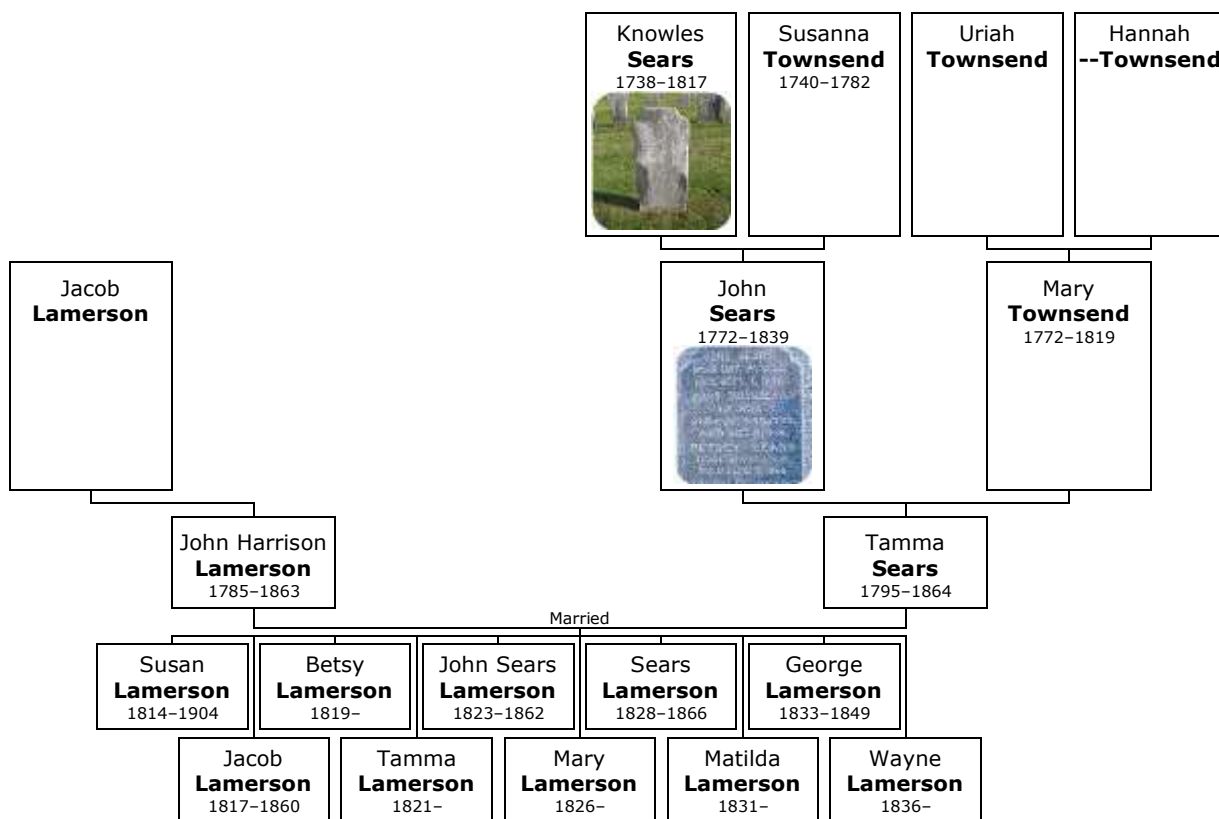 Knowles
Sears
1738–1817
Susanna
Townsend
1740–1782
Uriah
Townsend
Hannah
--Townsend
Jacob
Lamerson
John
Sears
1772–1839
Mary
Townsend
1772–1819
John Harrison
Lamerson
1785–1863
Tamma
Sears
1795–1864
Married
Susan
Lamerson
1814–1904
Betsy
Lamerson
1819–
John Sears
Lamerson
1823–1862
Sears
Lamerson
1828–1866
George
Lamerson
1833–1849
Jacob
Lamerson
1817–1860
Tamma
Lamerson
1821–
Mary
Lamerson
1826–
Matilda
Lamerson
1831–
Wayne
Lamerson
1836–